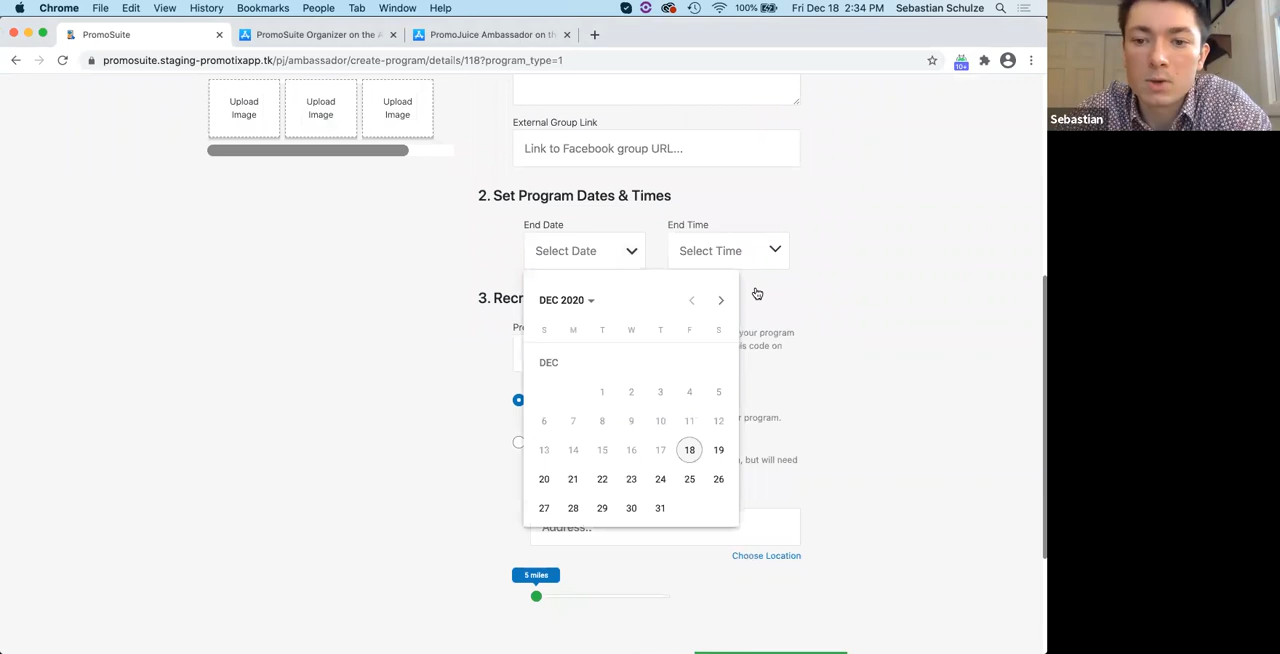 Chrome File Edit View History Bookmarks People Tab Window Help 100% Fri Dec 18 2:34 PM Sebastian Schulze
PromoSuite PromoSuite Organizer on the A PromoJuice Ambassador on th
promosuite.staging-promotixapp.tk/pj/ambassador/create-program/details/118?program_type=1
10+
Sebastian
Upload Image
Upload Image
Upload Image
External Group Link
Link to Facebook group URL...
2. Set Program Dates & Times
End Date End Time
Select Date Select Time
DEC 2020
3. Recr
S M T W T F S
Pr
your program
is code on
DEC
1 2 3 4 5
6 7 8 9 10 11 12
r program.
13 14 15 16 17 18 19
, but will need
20 21 22 23 24 25 26
27 28 29 30 31
Address..
Choose Location
5 miles